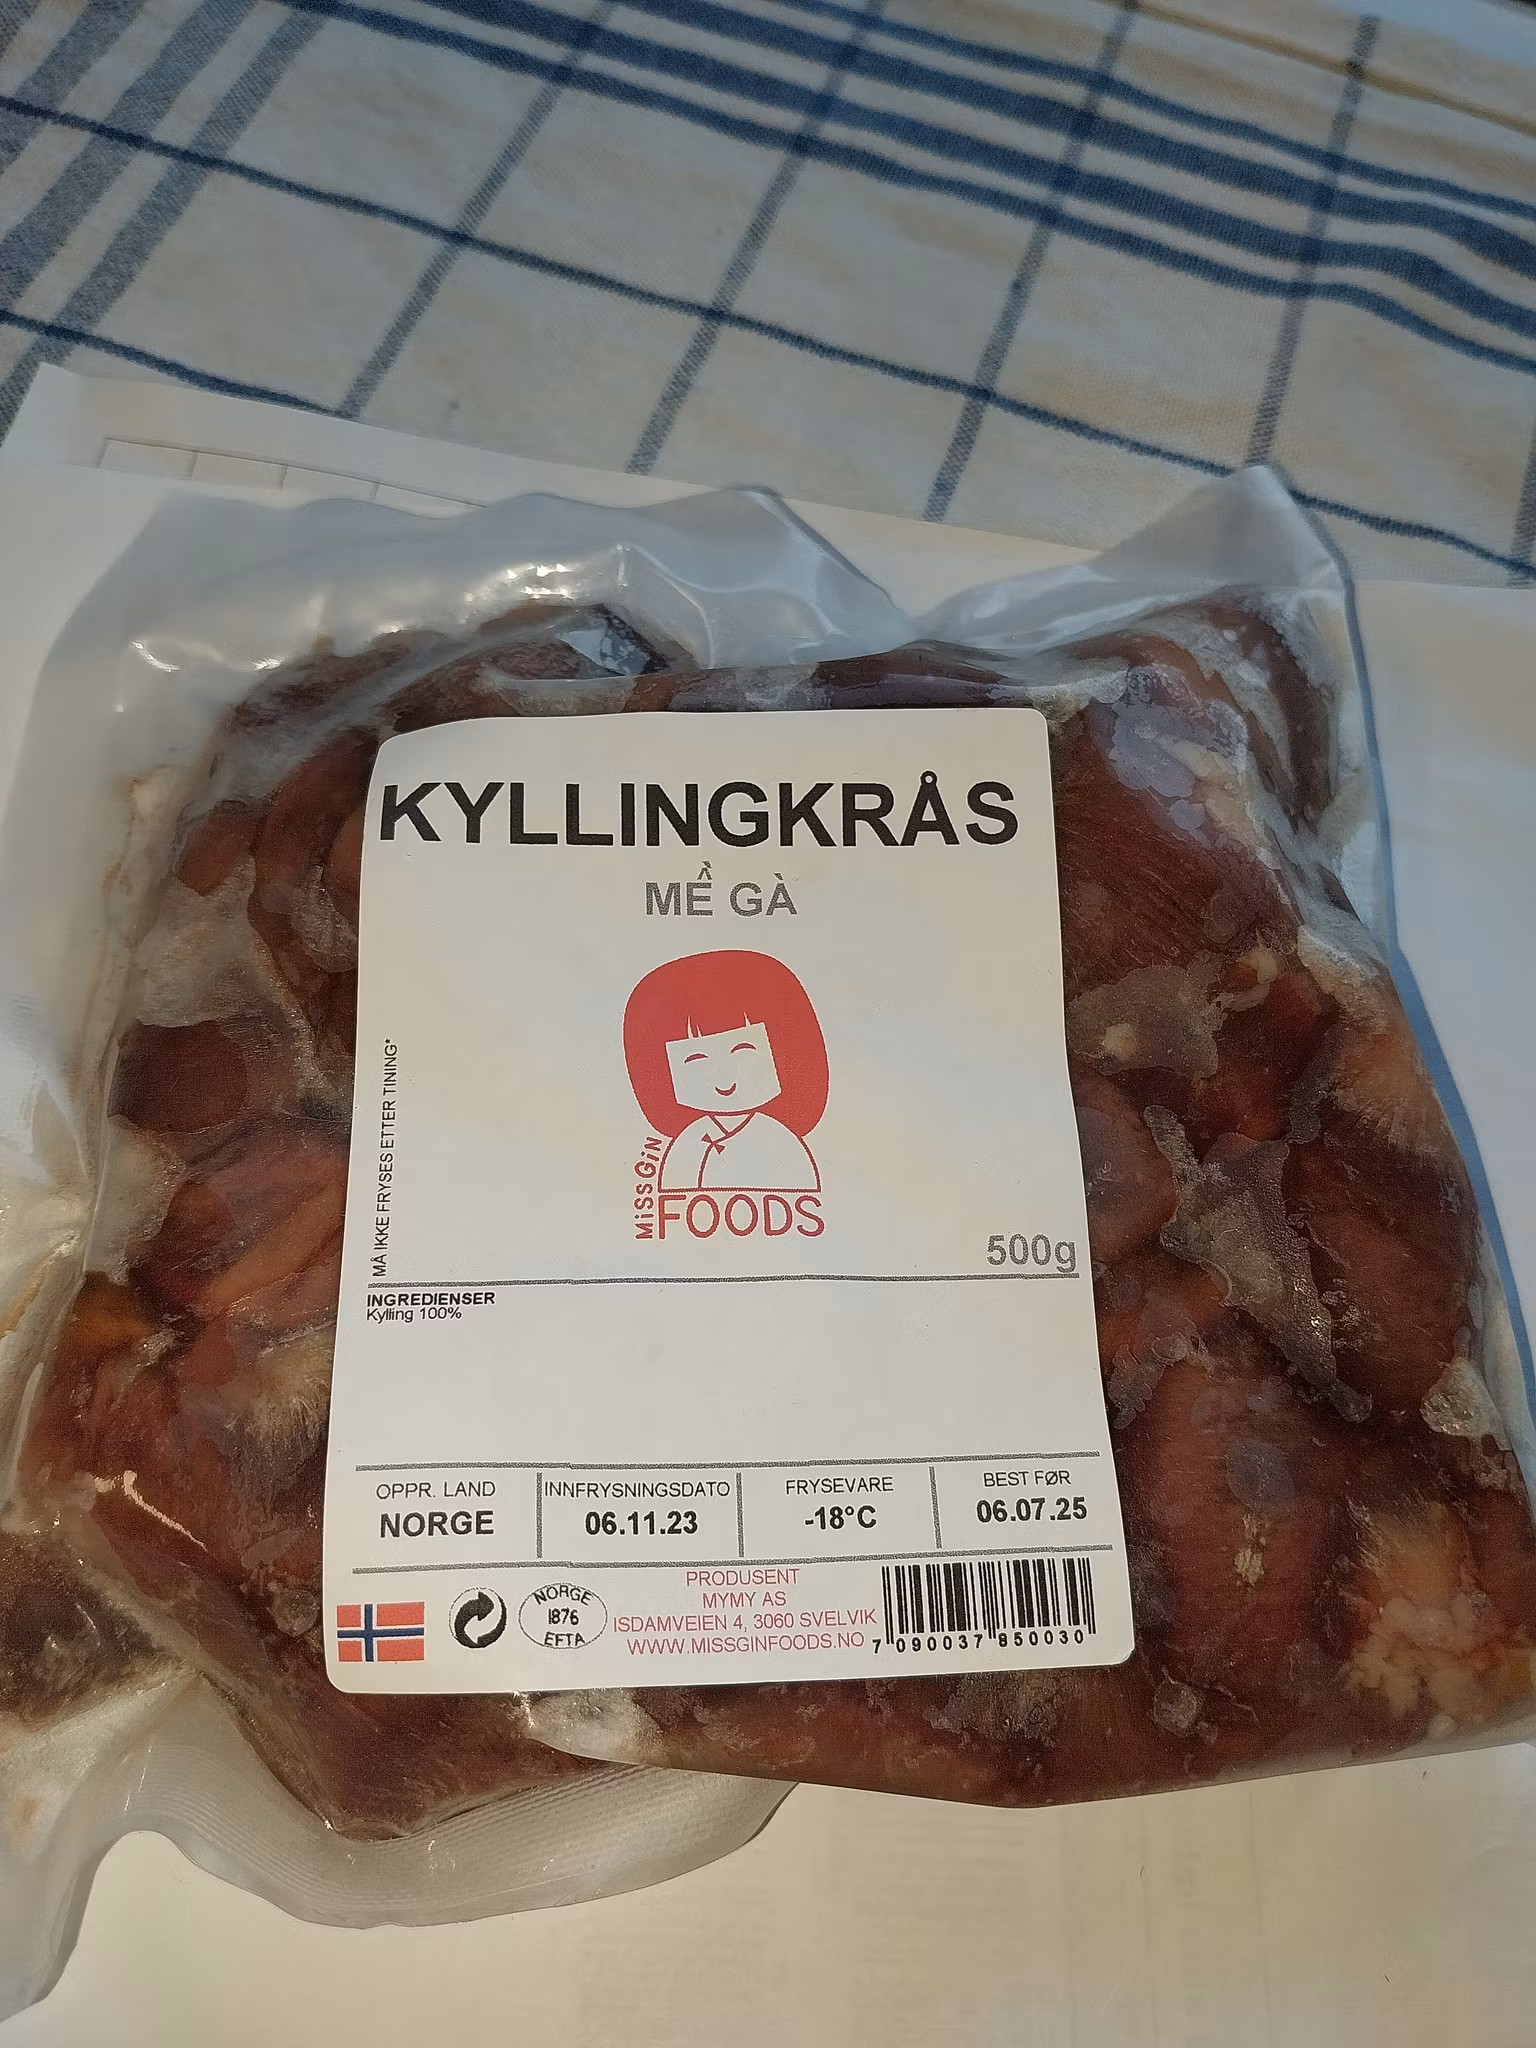 KYLLINGKRÅS
MỀ GÀ
MÅ IKKE FRYSES ETTER TINING*
MiSS GiN
FOODS
500g
INGREDIENSER
Kylling 100%
OPPR. LAND
NORGE
INNFRYSNINGSDATO
06.11.23
FRYSEVARE
-18°C
BEST FØR
06.07.25
NORGE
1876
EFTA
PRODUSENT
MYMY AS
ISDAMVEIEN 4, 3060 SVELVIK
WWW.MISSGINFOODS.NO
7 090037 850030